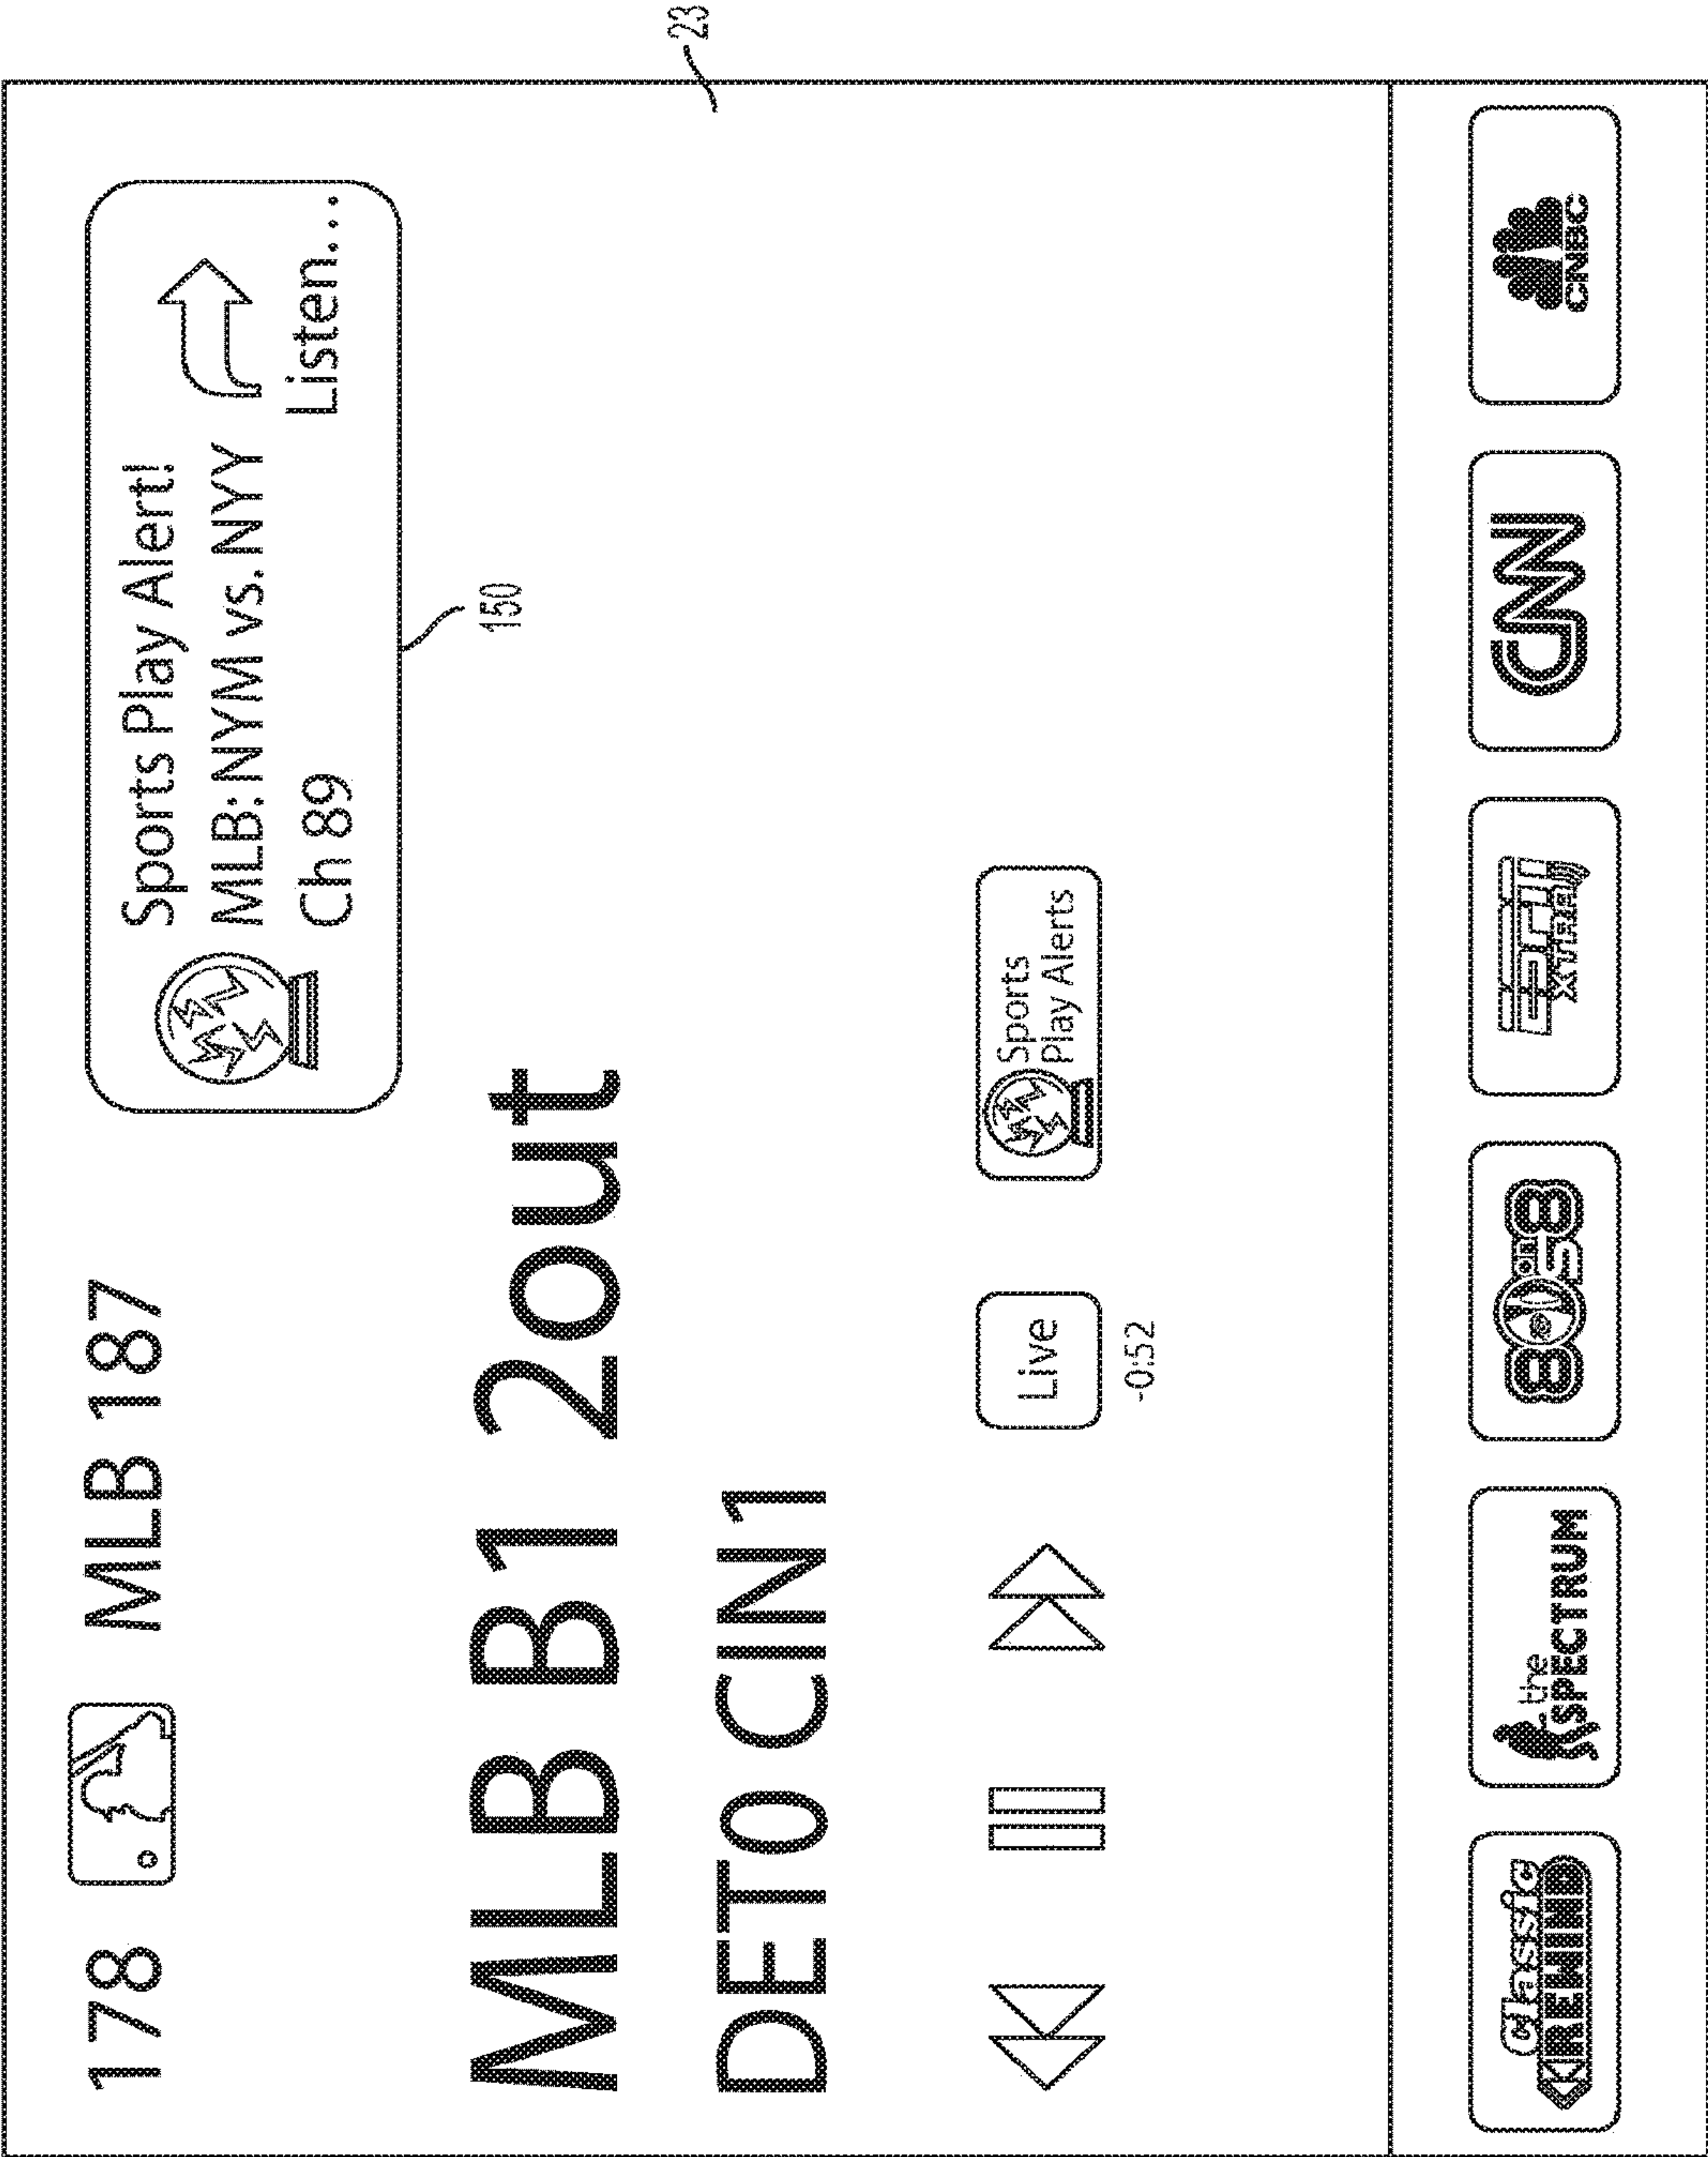 178 MLB 187
Sports Play Alert!
MLB: NYM vs. NYY
Ch 89
Listen...
150
23
MLB B1 2out
DET0 CIN1
Live
-0:52
Sports
Play Alerts
Classic
REWIND
the
SPECTRUM
80s on 8
ESPN
XTRA
CNN
CNBC